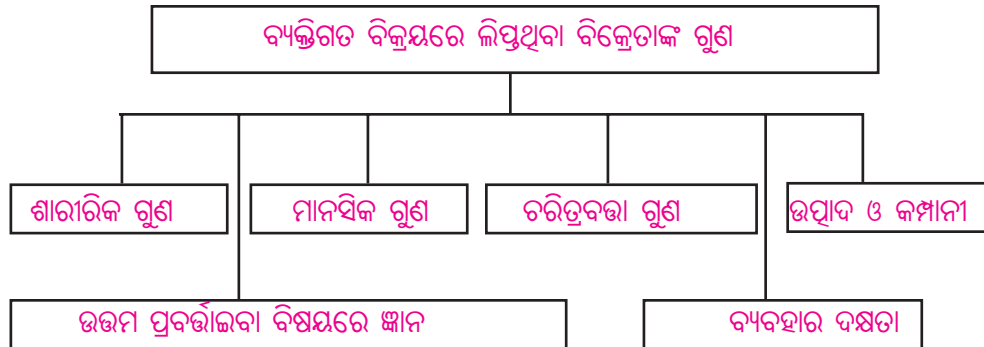 ବ୍ୟକ୍ତିଗତ ବିକ୍ରୟରେ ଲିପ୍ତଥିବା ବିକ୍ରେତାଙ୍କ ଗୁଣ
ଶାରୀରିକ ଗୁଣ
ମାନସିକ ଗୁଣ
ଚରିତ୍ରବତ୍ତା ଗୁଣ
ଉତ୍ପାଦ ଓ କମ୍ପାନୀ
ଉତ୍ତମ ପ୍ରବର୍ତ୍ତାଇବା ବିଷୟରେ ଜ୍ଞାନ
ବ୍ୟବହାର ଦକ୍ଷତା